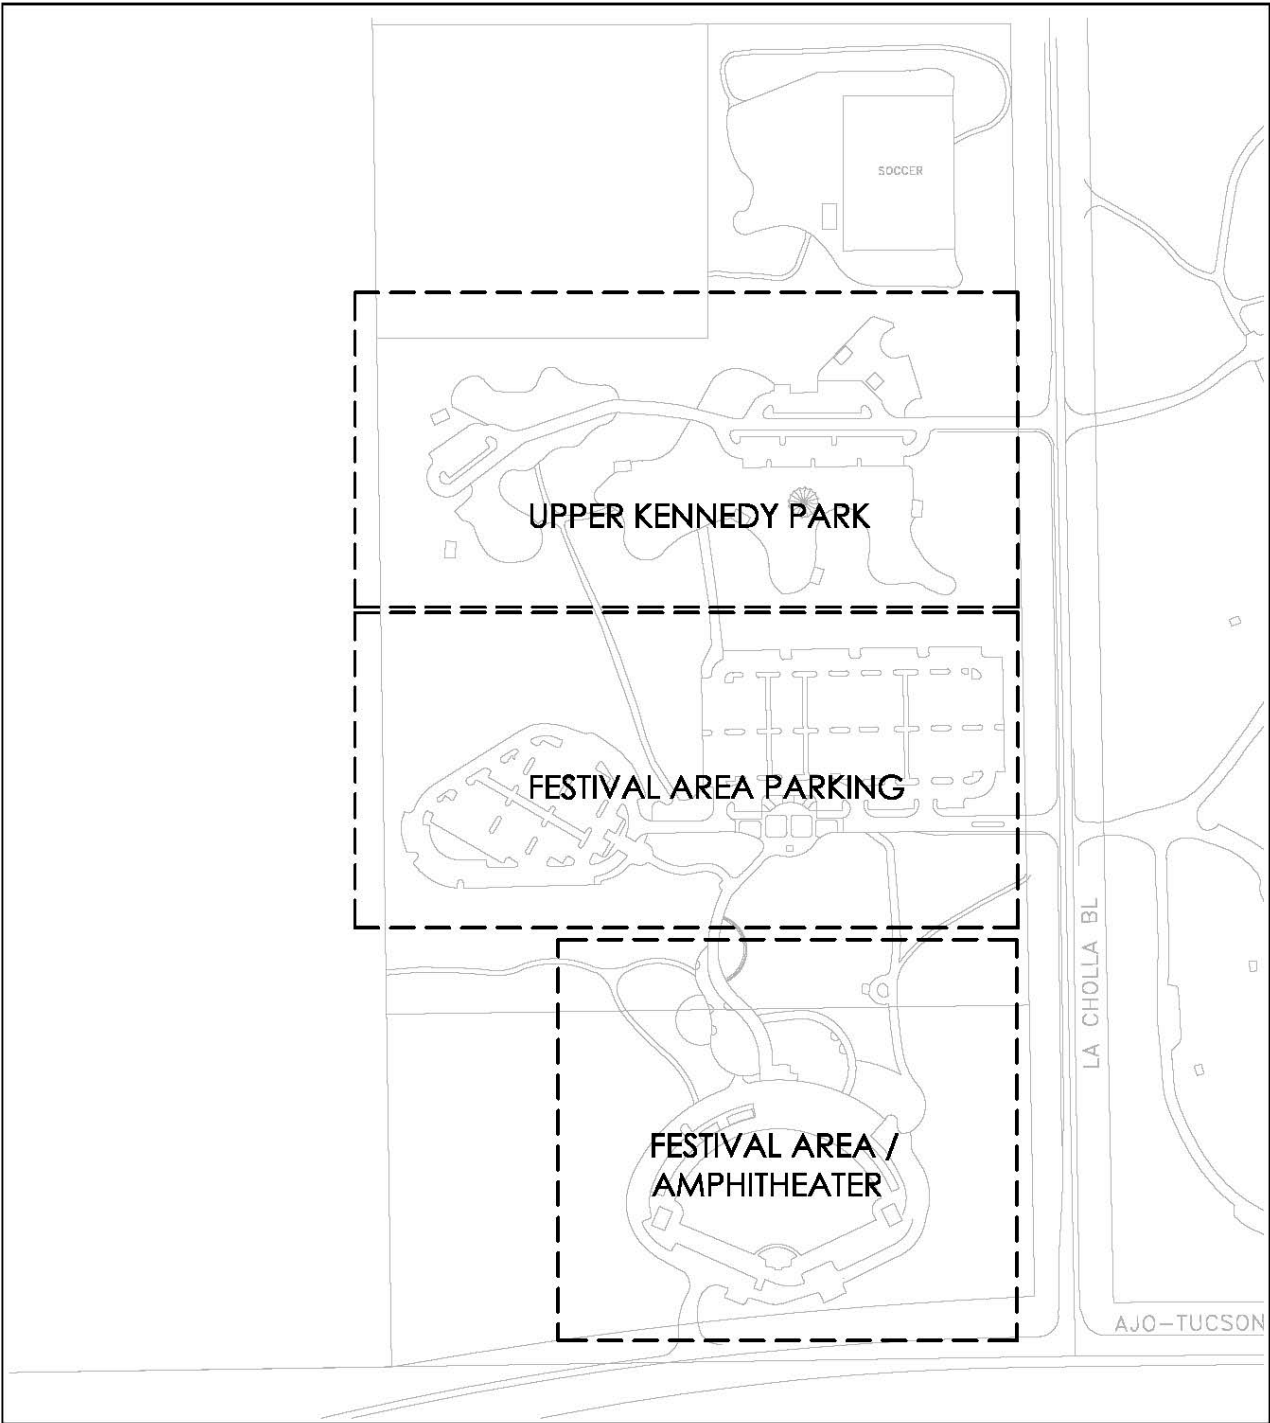 SOCCER
UPPER KENNEDY PARK
FESTIVAL AREA PARKING
LA CHOLLA BL
FESTIVAL AREA /
AMPHITHEATER
AJO-TUCSON